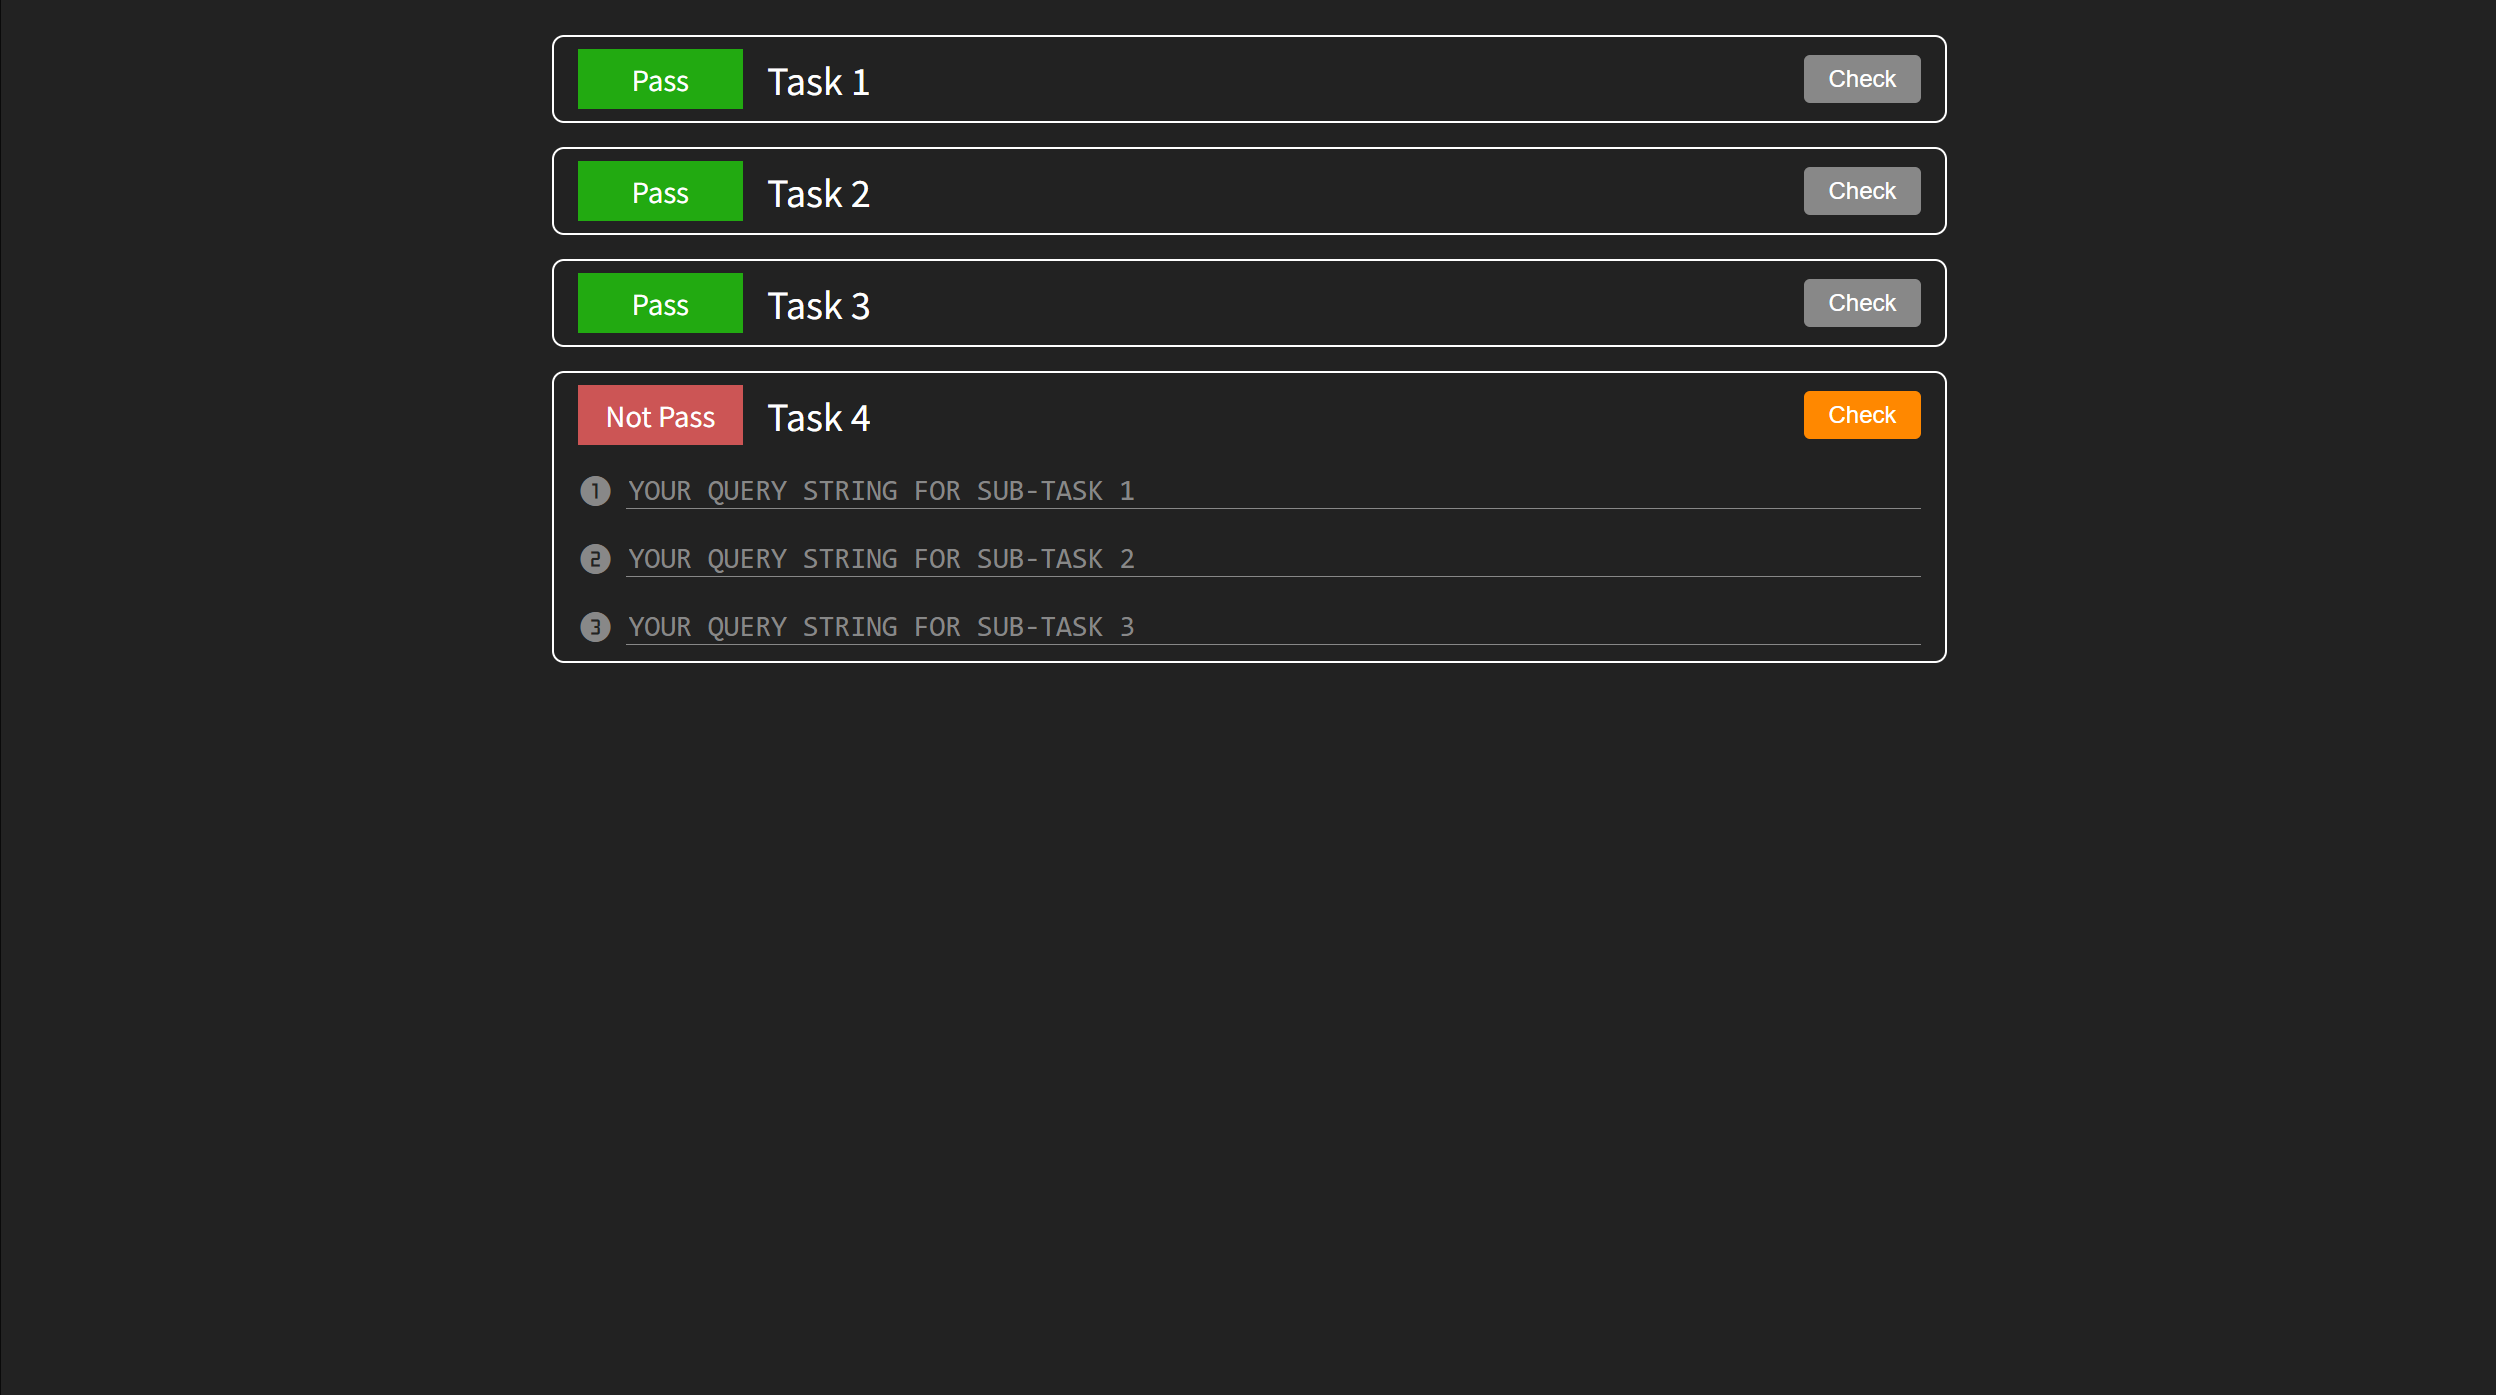 Pass Task 1 Check
Pass Task 2 Check
Pass Task 3 Check
Not Pass Task 4 Check
1 YOUR QUERY STRING FOR SUB-TASK 1
2 YOUR QUERY STRING FOR SUB-TASK 2
3 YOUR QUERY STRING FOR SUB-TASK 3